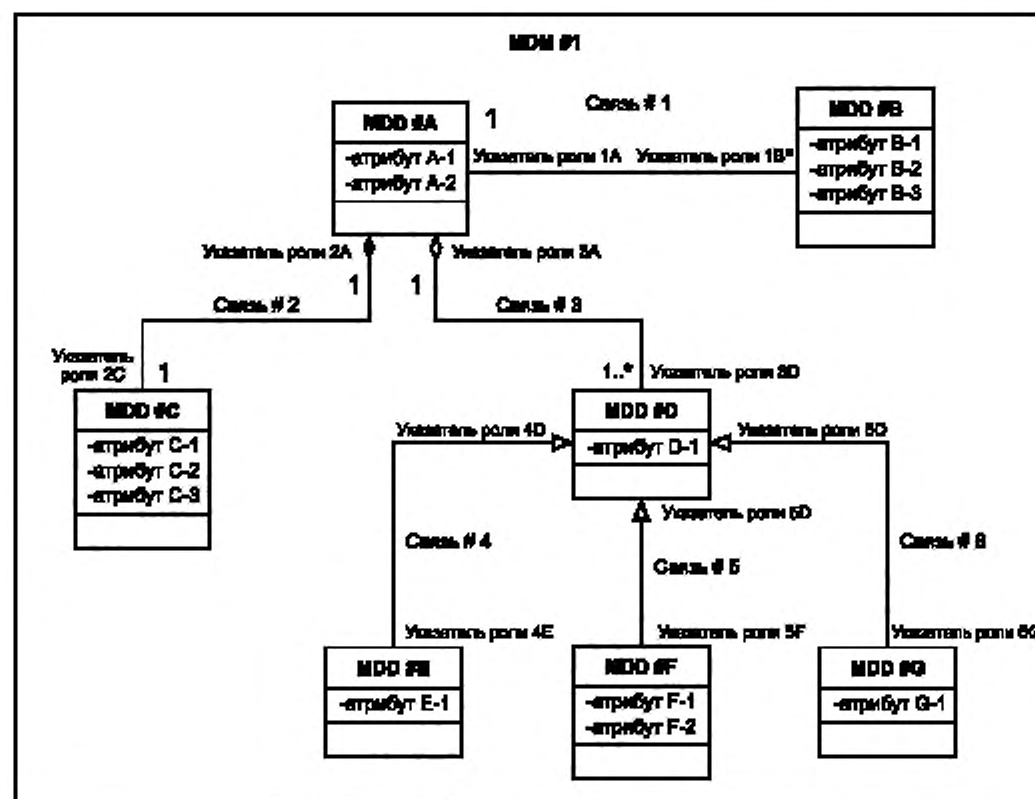 MDM #1
Связь # 1
MDD #A
1
MDD #B
-атрибут A-1
-атрибут A-2
Указатель роли 1A
Указатель роли 1B*
-атрибут B-1
-атрибут B-2
-атрибут B-3
Указатель роли 2A
Указатель роли 3A
1
1
Связь # 2
Связь # 3
Указатель
роли 2C
1
1..*
Указатель роли 3D
MDD #C
-атрибут C-1
-атрибут C-2
-атрибут C-3
MDD #D
-атрибут D-1
Указатель роли 4D
Указатель роли 6D
Указатель роли 5D
Связь # 4
Связь # 5
Связь # 6
Указатель роли 4E
Указатель роли 5F
Указатель роли
MDD #E
-атрибут E-1
MDD #F
-атрибут F-1
-атрибут F-2
MDD #G
-атрибут G-1